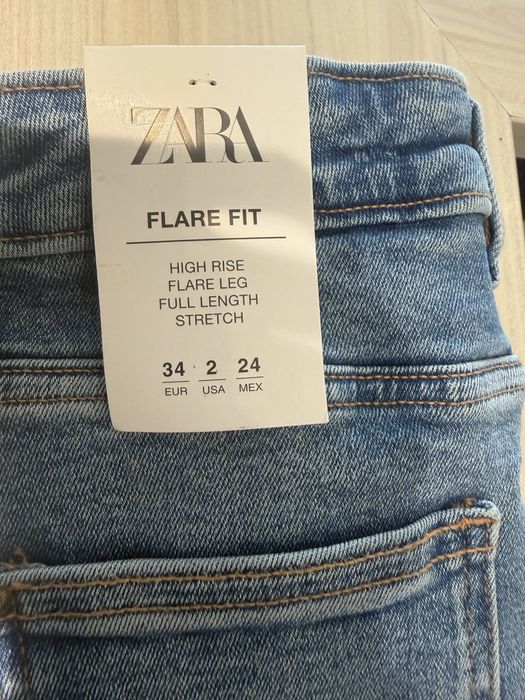 ZARA
FLARE FIT
HIGH RISE
FLARE LEG
FULL LENGTH
STRETCH
34 2 24
EUR USA MEX